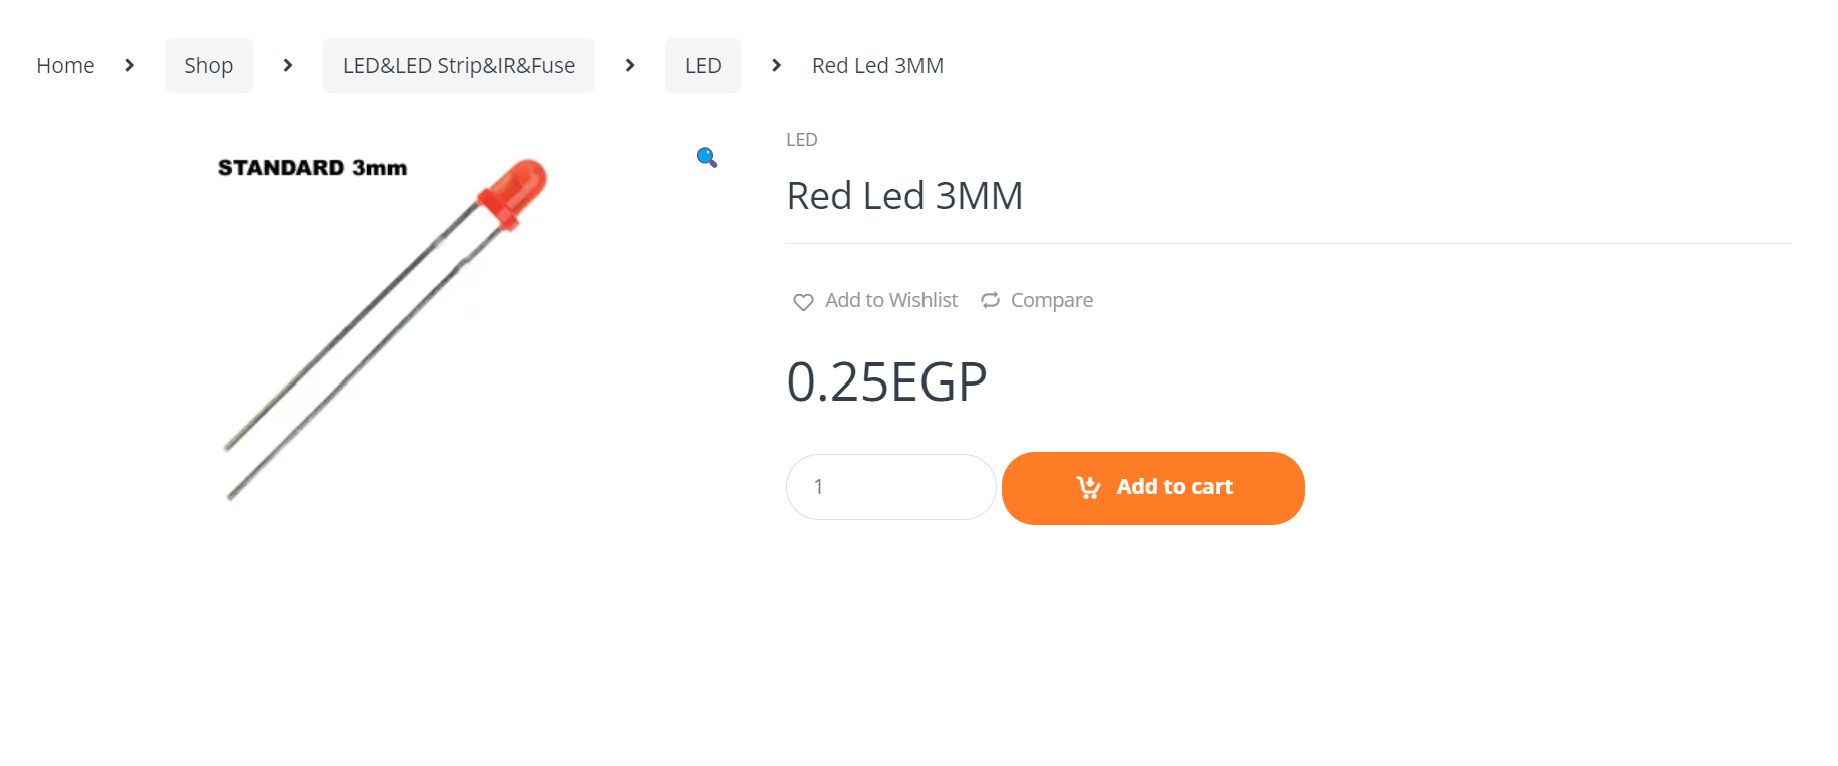 Home > Shop > LED&LED Strip&IR&Fuse > LED > Red Led 3MM
STANDARD 3mm
LED
Red Led 3MM
Add to Wishlist Compare
0.25EGP
1 Add to cart